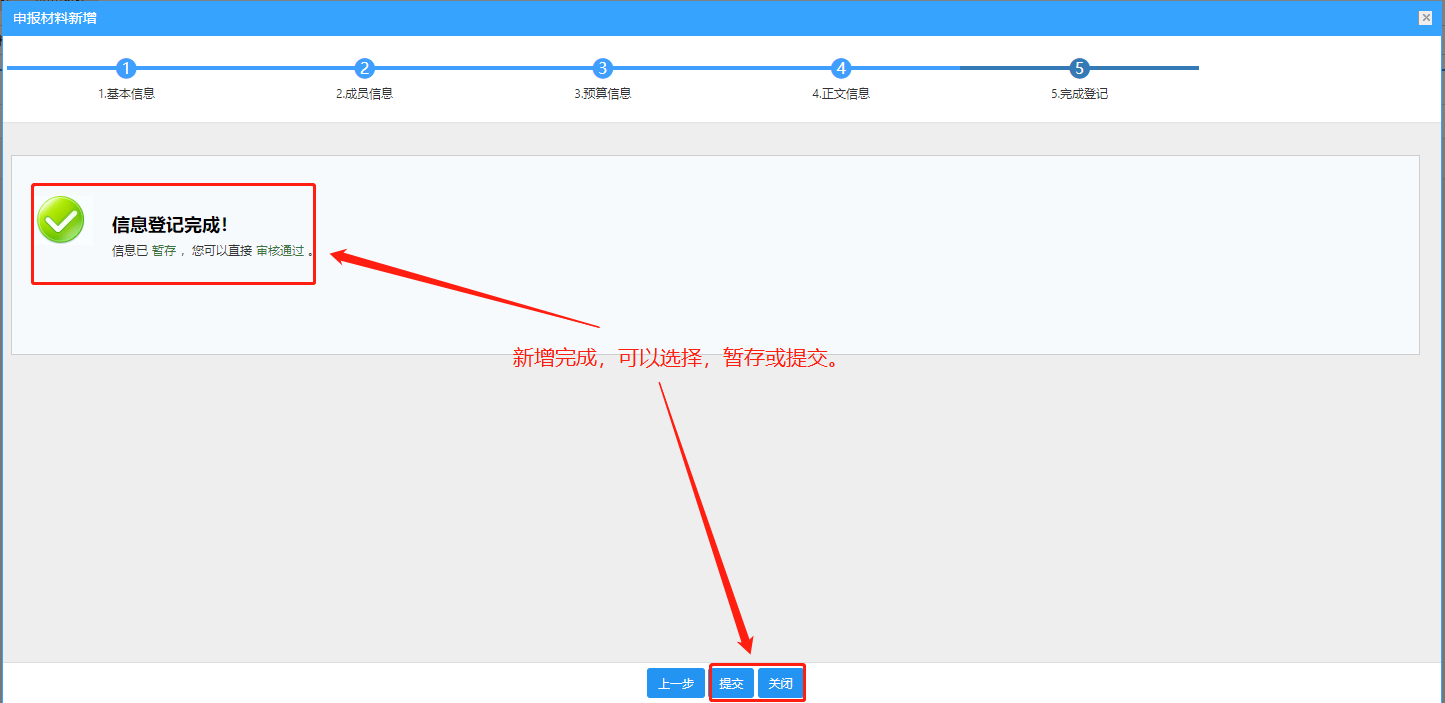 申报材料新增
1 2 3 4 5
1.基本信息 2.成员信息 3.预算信息 4.正文信息 5.完成登记
信息登记完成！
信息已 暂存 ，您可以直接 审核通过 。
新增完成，可以选择，暂存或提交。
上一步 提交 关闭